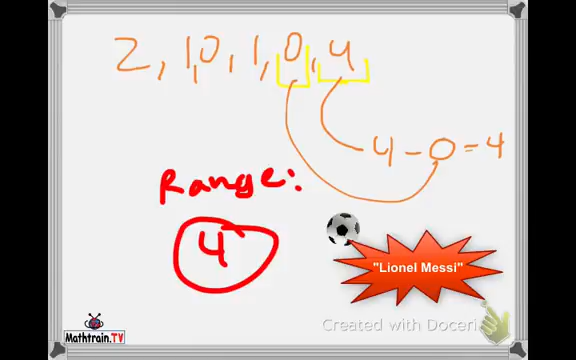 2, 1,0, 1, 0, 4
4 - 0 = 4
Range:
4
"Lionel Messi"
Created with Doceri
Mathtrain.TV